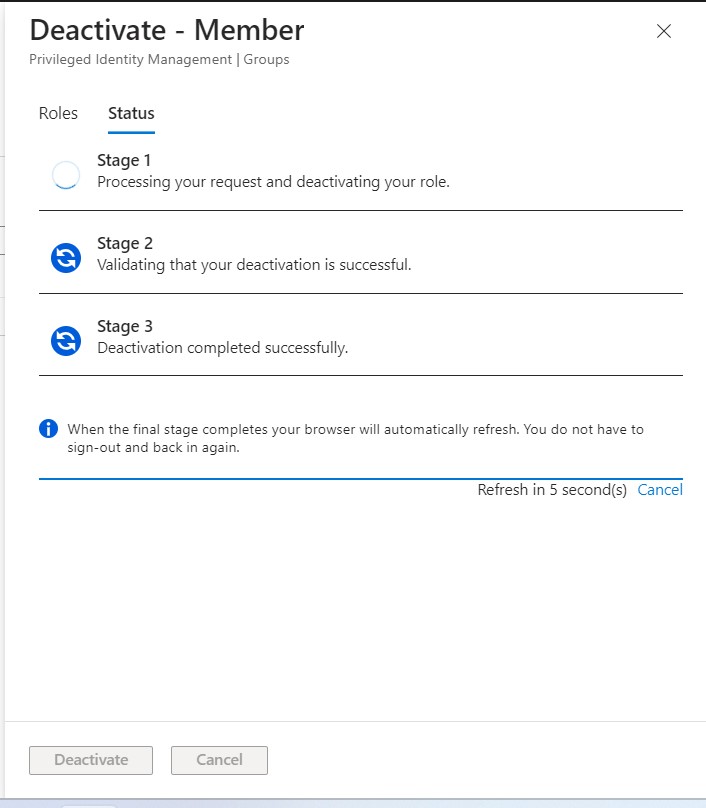 Deactivate - Member
Privileged Identity Management | Groups
Roles
Status
Stage 1
Processing your request and deactivating your role.
Stage 2
Validating that your deactivation is successful.
Stage 3
Deactivation completed successfully.
When the final stage completes your browser will automatically refresh. You do not have to
sign-out and back in again.
Refresh in 5 second(s) Cancel
Deactivate
Cancel